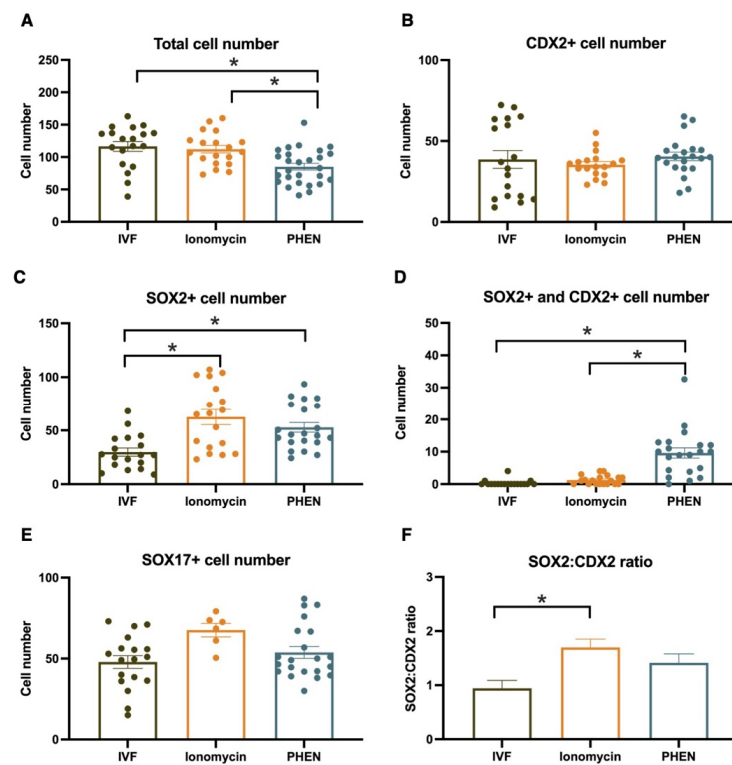 A
Total cell number
*
*
Cell number
250
200
150
100
50
0
IVF
Ionomycin
PHEN
B
CDX2+ cell number
Cell number
100
50
0
IVF
Ionomycin
PHEN
C
SOX2+ cell number
*
*
Cell number
150
100
50
0
IVF
Ionomycin
PHEN
D
SOX2+ and CDX2+ cell number
*
*
Cell number
50
40
30
20
10
0
IVF
Ionomycin
PHEN
E
SOX17+ cell number
Cell number
100
50
0
IVF
Ionomycin
PHEN
F
SOX2:CDX2 ratio
*
SOX2:CDX2 ratio
3
2
1
0
IVF
Ionomycin
PHEN